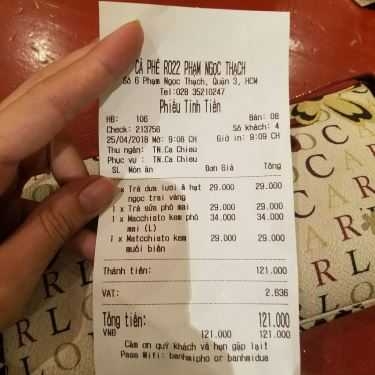 CÀ PHÊ RO22 PHẠM NGỌC THẠCH
Số 6 Phạm Ngọc Thạch, Quận 3, HCM
Tel:028 35210247
Phiếu Tính Tiền
HĐ: 106 Bàn: 08
Check: 213756 Số khách: 4
25/04/2018 Mở: 9:08 CH Giờ in: 9:09 CH
Thu ngân: TN.Ca Chieu
Phục vụ : TN.Ca Chieu
SL Món ăn Đơn Giá Tổng
x Trà dưa lưới & hạt 29.000 29.000
ngọc trai vàng
1 x Trà sữa phô mai 29.000 29.000
1 x Macchiato kem phô 34.000 34.000
mai (L)
1 x Matcchiato kem 29.000 29.000
muối biển
Thành tiền: 121.000
VAT: 2.636
Tổng tiền: 121.000
VNĐ 121.000 121.000
Cảm ơn quý khách và hẹn gặp lại!
Pass Wifi: banhmipho or banhmidua
CARLO